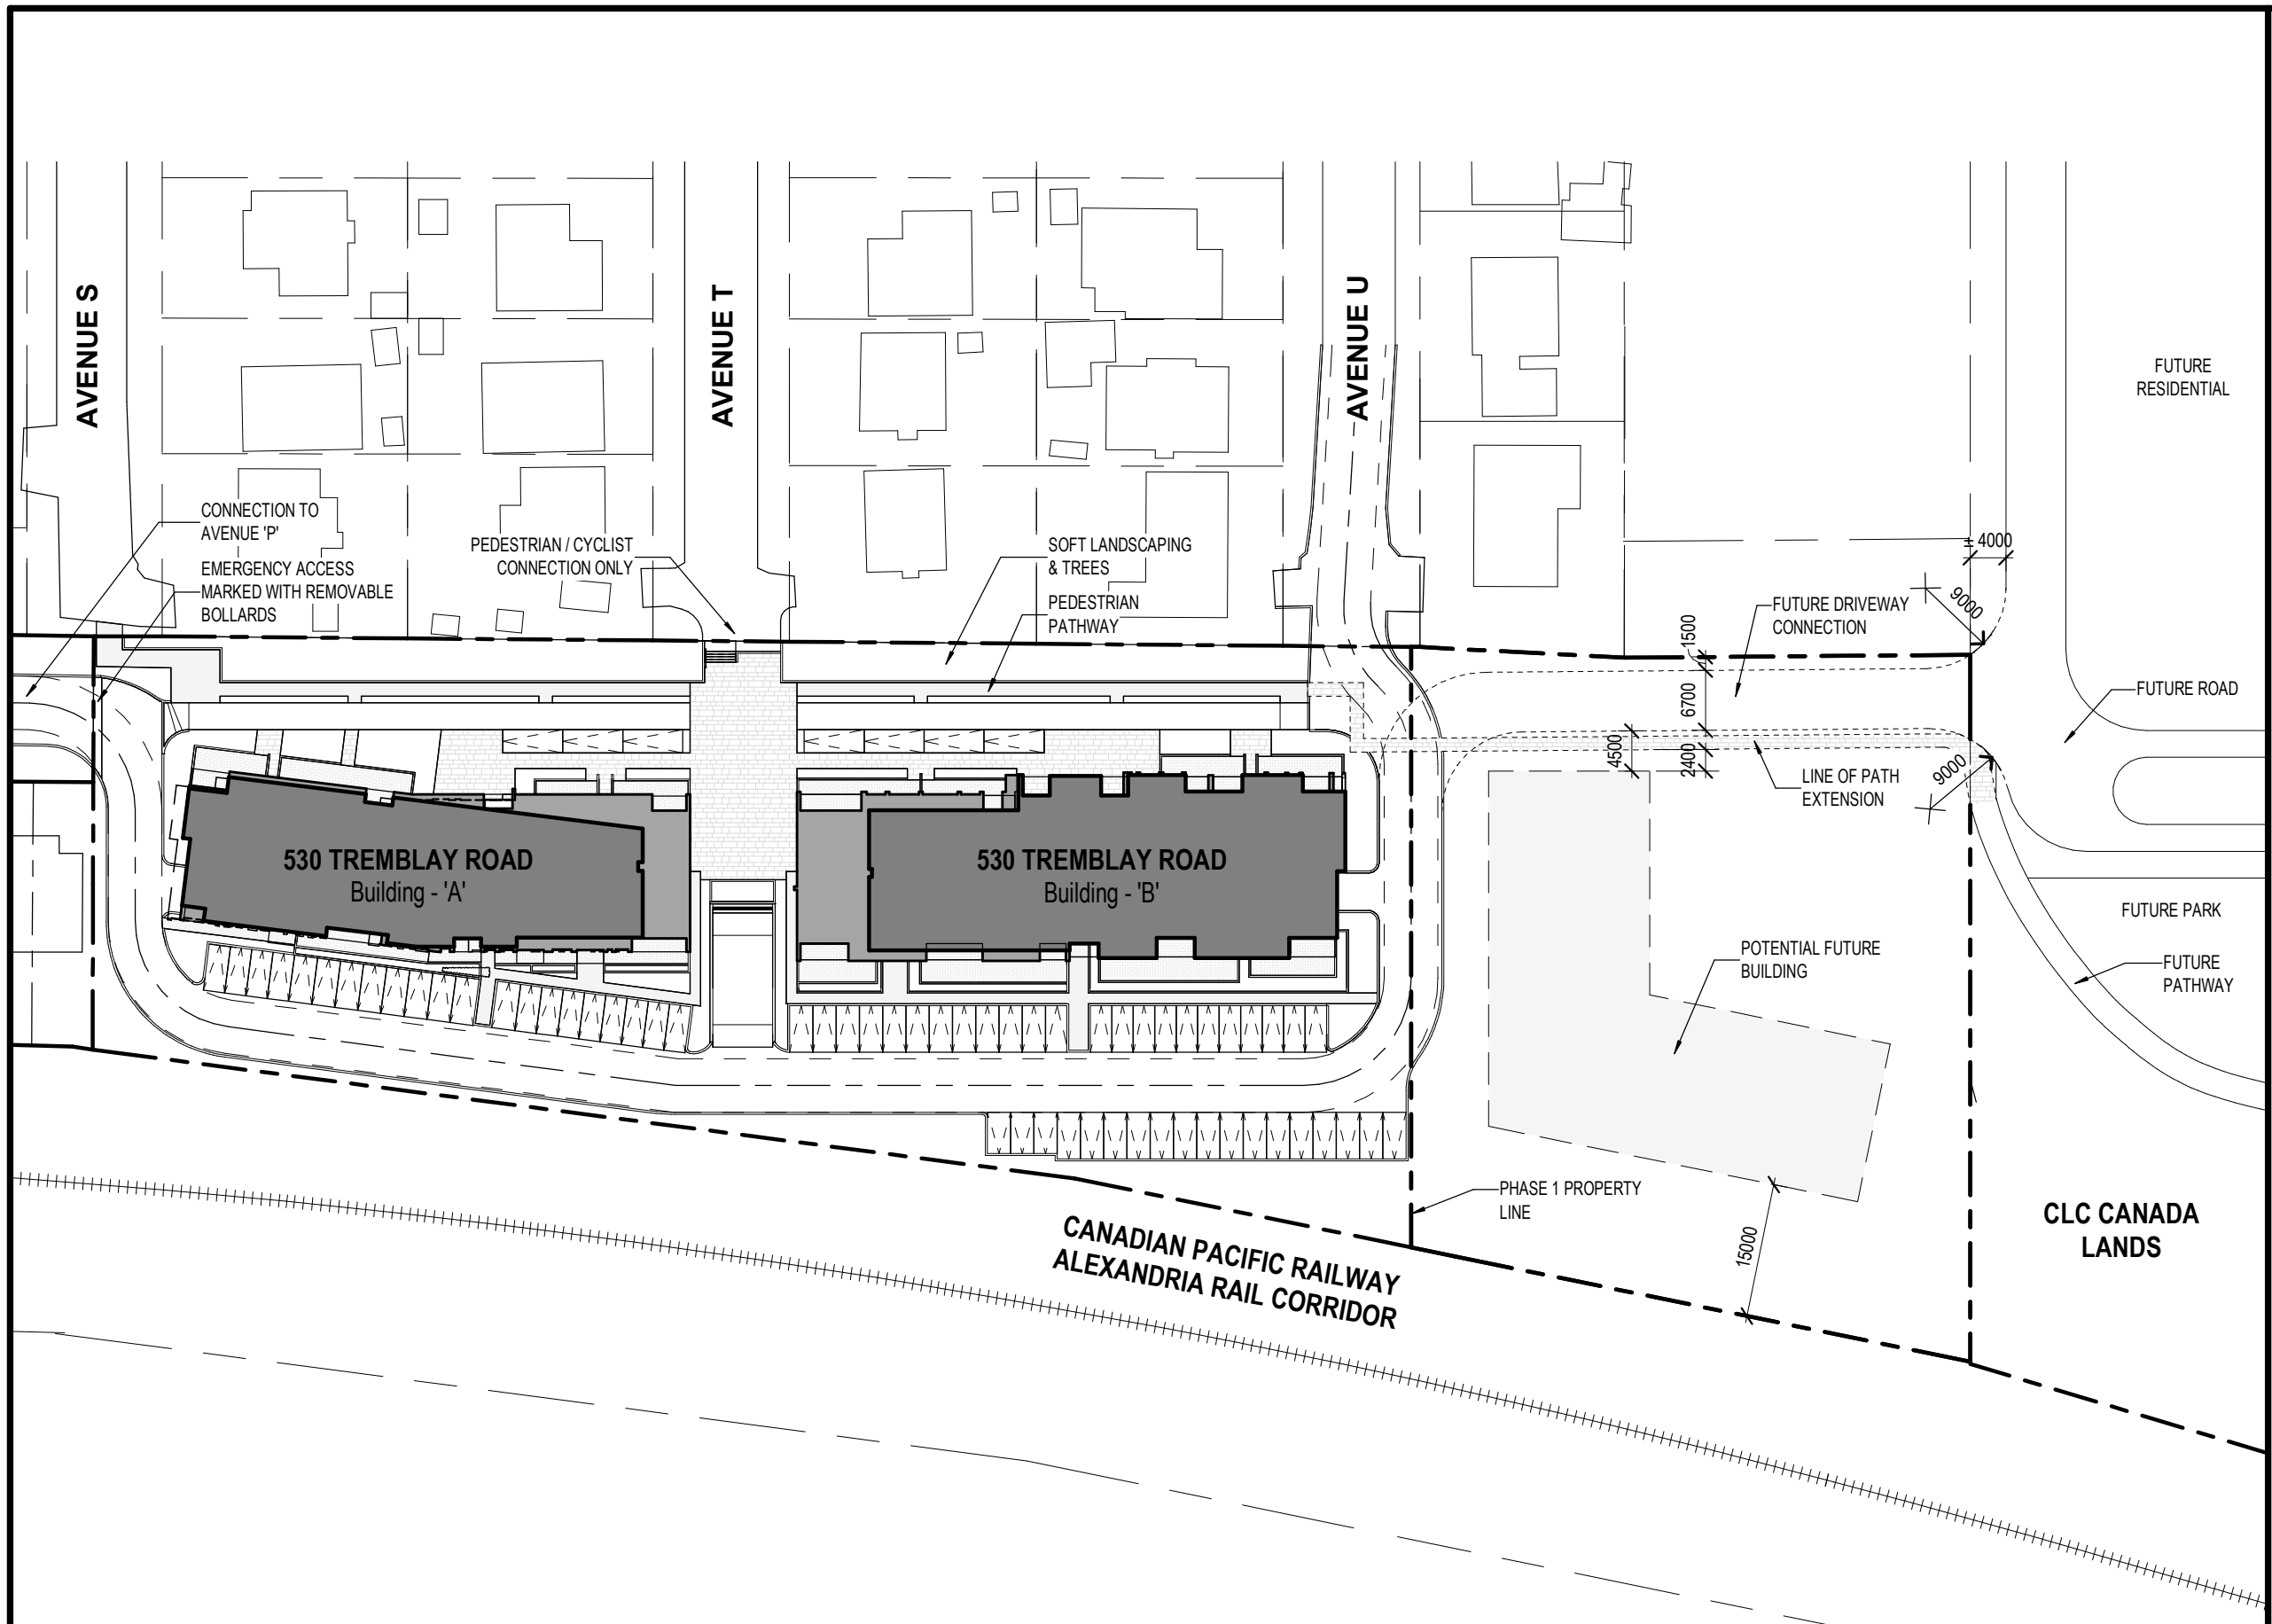 AVENUE S
AVENUE T
AVENUE U
FUTURE
RESIDENTIAL
CONNECTION TO
AVENUE 'P'
EMERGENCY ACCESS
MARKED WITH REMOVABLE
BOLLARDS
PEDESTRIAN / CYCLIST
CONNECTION ONLY
SOFT LANDSCAPING
& TREES
PEDESTRIAN
PATHWAY
± 4000
9000
FUTURE DRIVEWAY
CONNECTION
1500
6700
4500
2400
FUTURE ROAD
LINE OF PATH
EXTENSION
9000
530 TREMBLAY ROAD
Building - 'A'
530 TREMBLAY ROAD
Building - 'B'
FUTURE PARK
POTENTIAL FUTURE
BUILDING
FUTURE
PATHWAY
PHASE 1 PROPERTY
LINE
15000
CLC CANADA
LANDS
CANADIAN PACIFIC RAILWAY
ALEXANDRIA RAIL CORRIDOR